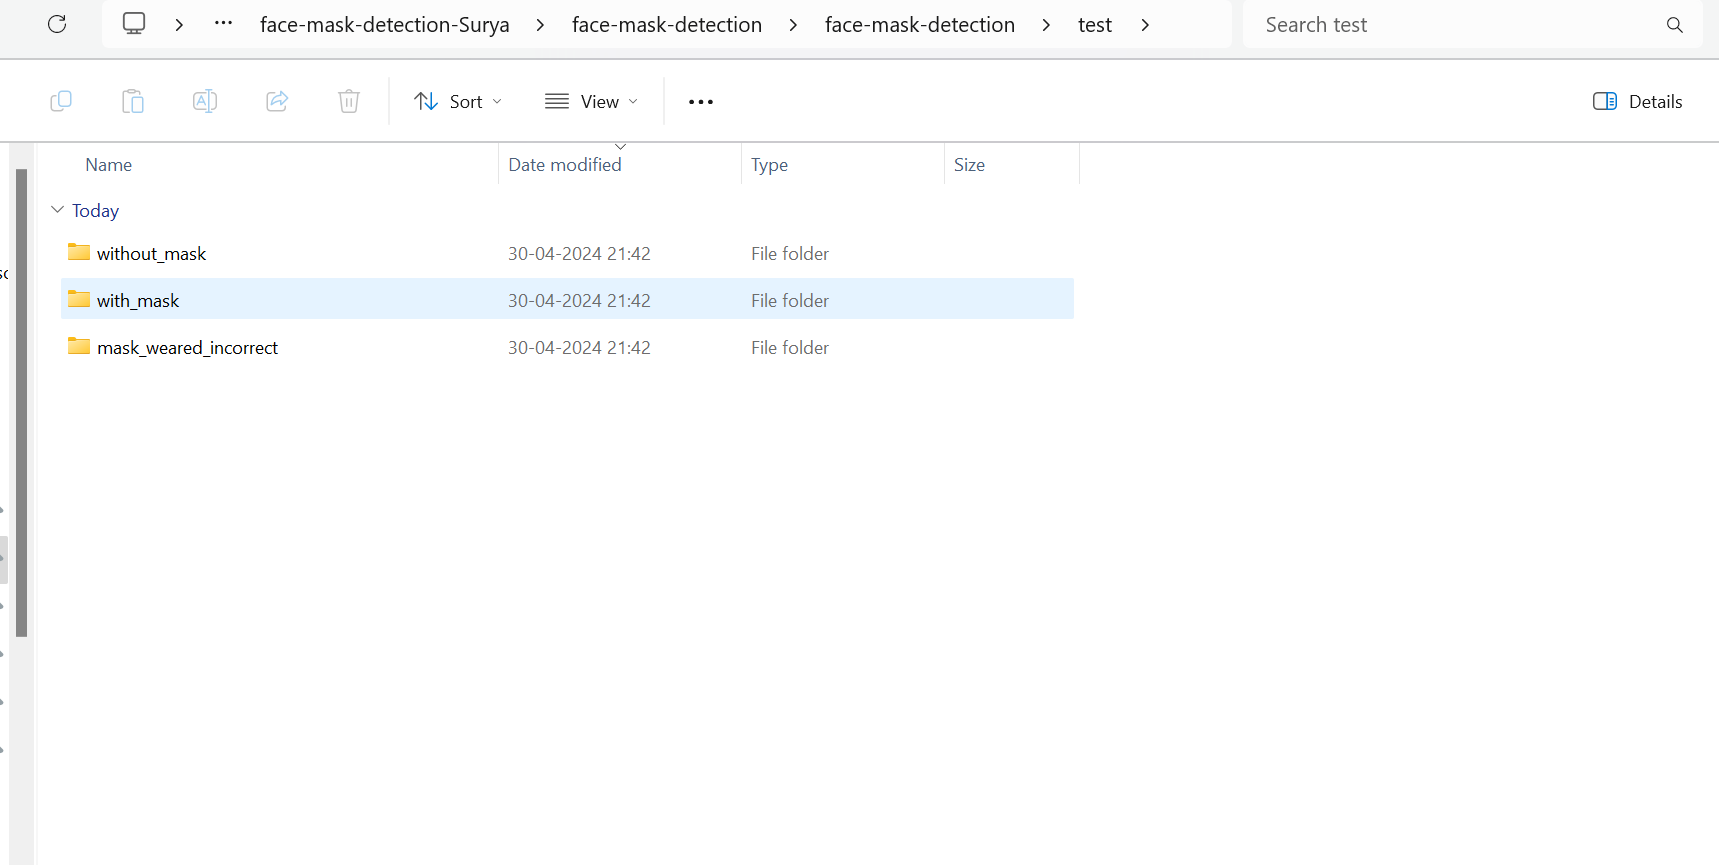 face-mask-detection-Surya > face-mask-detection > face-mask-detection > test > Search test
Sort View ••• Details
Name Date modified Type Size
Today
without_mask 30-04-2024 21:42 File folder
with_mask 30-04-2024 21:42 File folder
mask_weared_incorrect 30-04-2024 21:42 File folder